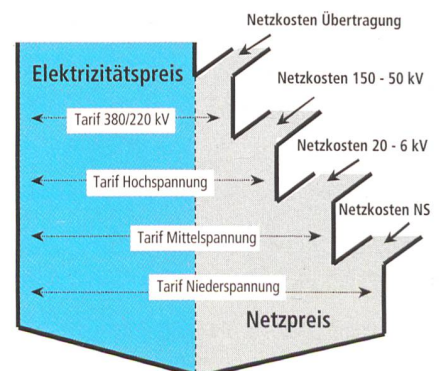 Netzkosten Übertragung
Elektrizitätspreis
Netzkosten 150 - 50 kV
Tarif 380/220 kV
Netzkosten 20 - 6 kV
Tarif Hochspannung
Netzkosten NS
Tarif Mittelspannung
Tarif Niederspannung
Netzpreis